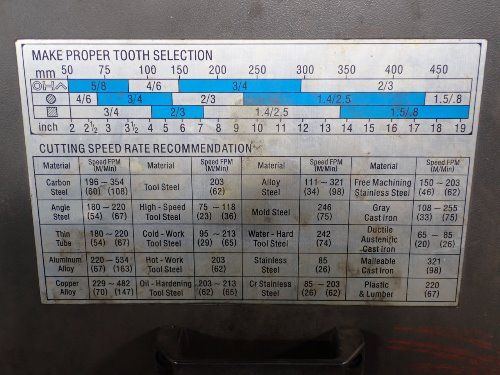 MAKE PROPER TOOTH SELECTION
mm 50 75 100 150 200 250 300 350 400 450
5/8 4/6 3/4 2/3
4/6 3/4 2/3 1.4/2.5 1.5/.8
3/4 2/3 1.4/2.5 1.5/.8
inch 2 2½ 3 3½ 4 5 6 7 8 9 10 11 12 13 14 15 16 17 18 19
CUTTING SPEED RATE RECOMMENDATION
Material Speed FPM (M/Min) Material Speed FPM (M/Min) Material Speed FPM (M/Min) Material Speed FPM (M/Min)
Carbon Steel 196 – 354 (60) (108) Tool Steel 203 (62) Alloy Steel 111 – 321 (34) (98) Free Machining Stainless Steel 150 – 203 (46) (62)
Angle Steel 180 – 220 (54) (67) High - Speed Tool Steel 75 – 118 (23) (36) Mold Steel 246 (75) Gray Cast Iron 108 – 255 (33) (75)
Thin Tube 180 – 220 (54) (67) Cold - Work Tool Steel 95 – 213 (29) (65) Water - Hard Tool Steel 242 (74) Ductile Austenitic Cast Iron 65 – 85 (20) (26)
Aluminum Alloy 220 – 534 (67) (163) Hot - Work Tool Steel 203 (62) Stainless Steel 85 (26) Malleable Cast Iron 321 (98)
Copper Alloy 229 – 482 (70) (147) Oil - Hardening Tool Steel 203 – 213 (62) (65) Cr Stainless Steel 85 – 203 (26) (62) Plastic & Lumber 220 (67)